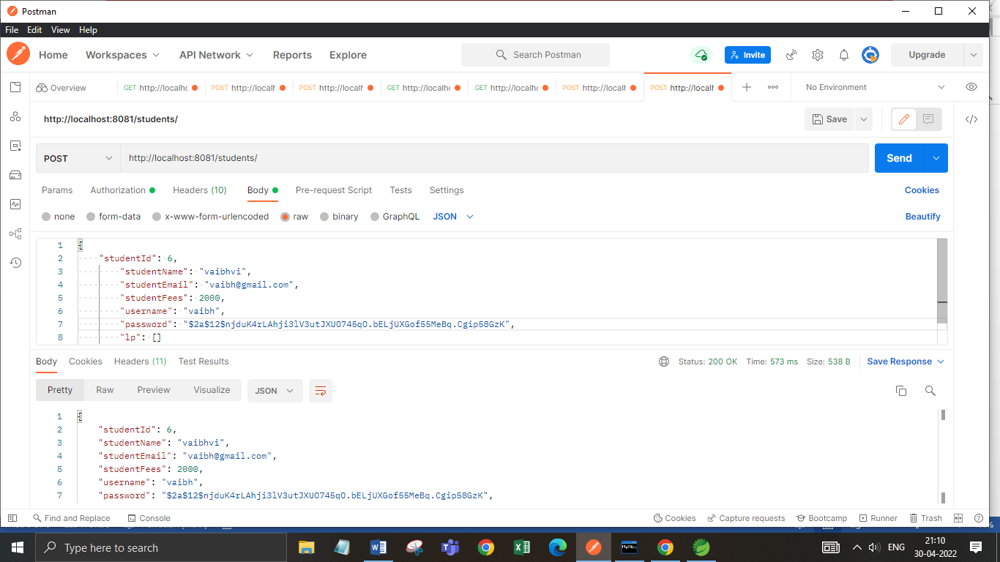 Postman
File Edit View Help
Home Workspaces API Network Reports Explore Search Postman Invite Upgrade
Overview GET http://localhc POST http://localh POST http://localh GET http://localhc GET http://localhc POST http://localh POST http://localh No Environment
http://localhost:8081/students/ Save
POST http://localhost:8081/students/ Send
Params Authorization Headers (10) Body Pre-request Script Tests Settings Cookies
none form-data x-www-form-urlencoded raw binary GraphQL JSON Beautify
1 {
2 "studentId": 6,
3 "studentName": "vaibhvi",
4 "studentEmail": "vaibh@gmail.com",
5 "studentFees": 2000,
6 "username": "vaibh",
7 "password": "$2a$12$njduK4rLAhji3lV3utJXUO745qO.bELjUXGof55MeBq.Cgip58GzK",
8 "lp": []
Body Cookies Headers (11) Test Results Status: 200 OK Time: 573 ms Size: 538 B Save Response
Pretty Raw Preview Visualize JSON
1 {
2 "studentId": 6,
3 "studentName": "vaibhvi",
4 "studentEmail": "vaibh@gmail.com",
5 "studentFees": 2000,
6 "username": "vaibh",
7 "password": "$2a$12$njduK4rLAhji3lV3utJXUO745qO.bELjUXGof55MeBq.Cgip58GzK",
Find and Replace Console Cookies Capture requests Bootcamp Runner Trash
Type here to search ENG 21:10
30-04-2022